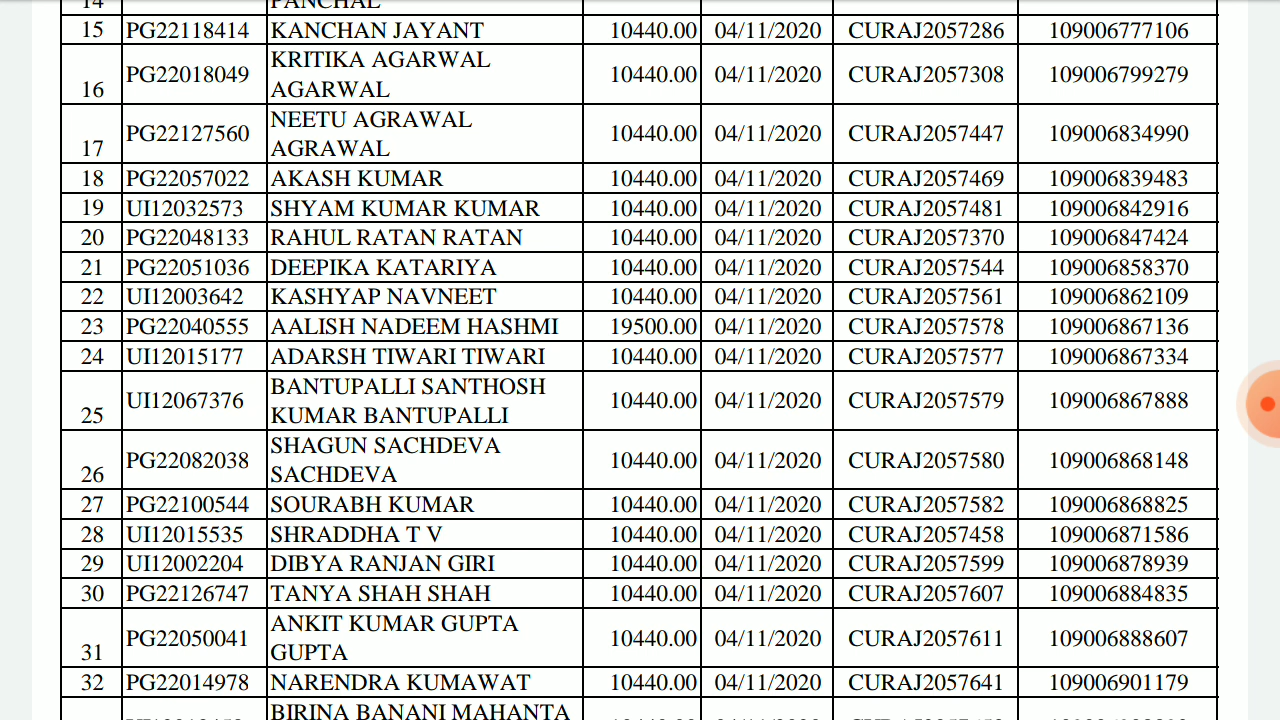 14 PANCHAL
15 PG22118414 KANCHAN JAYANT 10440.00 04/11/2020 CURAJ2057286 109006777106
KRITIKA AGARWAL
16 PG22018049 AGARWAL 10440.00 04/11/2020 CURAJ2057308 109006799279
NEETU AGRAWAL
17 PG22127560 AGRAWAL 10440.00 04/11/2020 CURAJ2057447 109006834990
18 PG22057022 AKASH KUMAR 10440.00 04/11/2020 CURAJ2057469 109006839483
19 UI12032573 SHYAM KUMAR KUMAR 10440.00 04/11/2020 CURAJ2057481 109006842916
20 PG22048133 RAHUL RATAN RATAN 10440.00 04/11/2020 CURAJ2057370 109006847424
21 PG22051036 DEEPIKA KATARIYA 10440.00 04/11/2020 CURAJ2057544 109006858370
22 UI12003642 KASHYAP NAVNEET 10440.00 04/11/2020 CURAJ2057561 109006862109
23 PG22040555 AALISH NADEEM HASHMI 19500.00 04/11/2020 CURAJ2057578 109006867136
24 UI12015177 ADARSH TIWARI TIWARI 10440.00 04/11/2020 CURAJ2057577 109006867334
BANTUPALLI SANTHOSH
25 UI12067376 KUMAR BANTUPALLI 10440.00 04/11/2020 CURAJ2057579 109006867888
SHAGUN SACHDEVA
26 PG22082038 SACHDEVA 10440.00 04/11/2020 CURAJ2057580 109006868148
27 PG22100544 SOURABH KUMAR 10440.00 04/11/2020 CURAJ2057582 109006868825
28 UI12015535 SHRADDHA T V 10440.00 04/11/2020 CURAJ2057458 109006871586
29 UI12002204 DIBYA RANJAN GIRI 10440.00 04/11/2020 CURAJ2057599 109006878939
30 PG22126747 TANYA SHAH SHAH 10440.00 04/11/2020 CURAJ2057607 109006884835
ANKIT KUMAR GUPTA
31 PG22050041 GUPTA 10440.00 04/11/2020 CURAJ2057611 109006888607
32 PG22014978 NARENDRA KUMAWAT 10440.00 04/11/2020 CURAJ2057641 109006901179
BIRINA BANANI MAHANTA